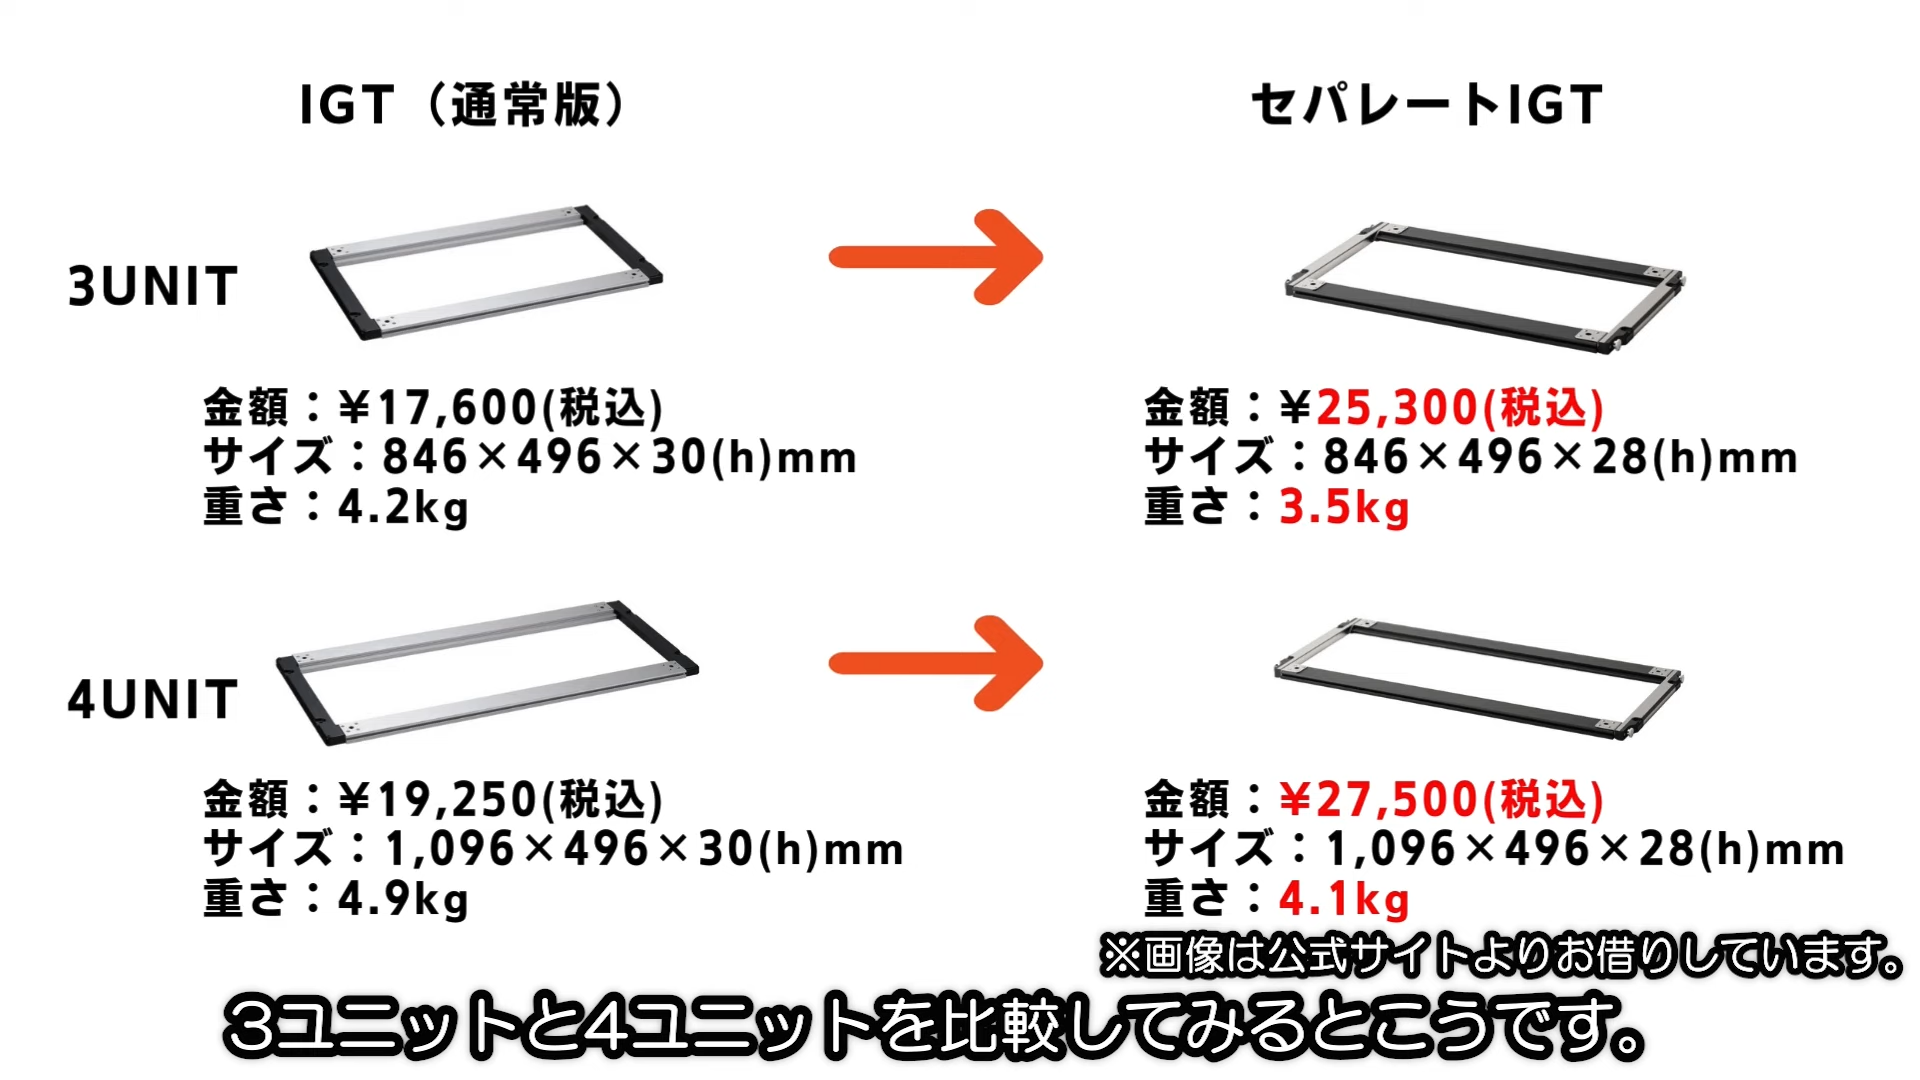 IGT（通常版）
セパレートIGT
3UNIT
金額：¥17,600(税込)
サイズ：846×496×30(h)mm
重さ：4.2kg
金額：¥25,300(税込)
サイズ：846×496×28(h)mm
重さ：3.5kg
4UNIT
金額：¥19,250(税込)
サイズ：1,096×496×30(h)mm
重さ：4.9kg
金額：¥27,500(税込)
サイズ：1,096×496×28(h)mm
重さ：4.1kg
※画像は公式サイトよりお借りしています。
3ユニットと4ユニットを比較してみるとこうです。